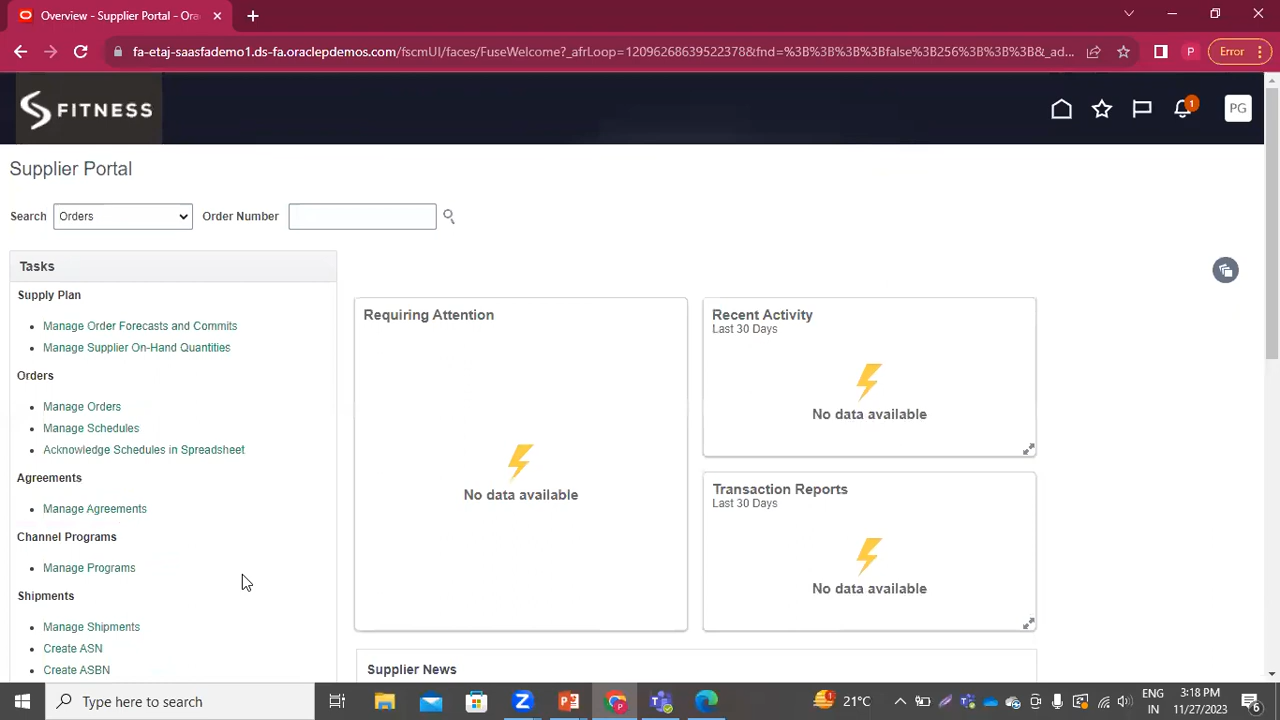 Overview - Supplier Portal - Ora
fa-etaj-saasfademo1.ds-fa.oraclepdemos.com/fscmUI/faces/FuseWelcome?_afrLoop=12096268639522378&fnd=%3B%3B%3B%3Bfalse%3B256%3B%3B%3B&_ad...
P
Error
FITNESS
1
PG
Supplier Portal
Search
Orders
Order Number
Tasks
Supply Plan
Manage Order Forecasts and Commits
Manage Supplier On-Hand Quantities
Orders
Manage Orders
Manage Schedules
Acknowledge Schedules in Spreadsheet
Agreements
Manage Agreements
Channel Programs
Manage Programs
Shipments
Manage Shipments
Create ASN
Create ASBN
Requiring Attention
No data available
Recent Activity
Last 30 Days
No data available
Transaction Reports
Last 30 Days
No data available
Supplier News
Type here to search
21°C
ENG
IN
3:18 PM
11/27/2023
6